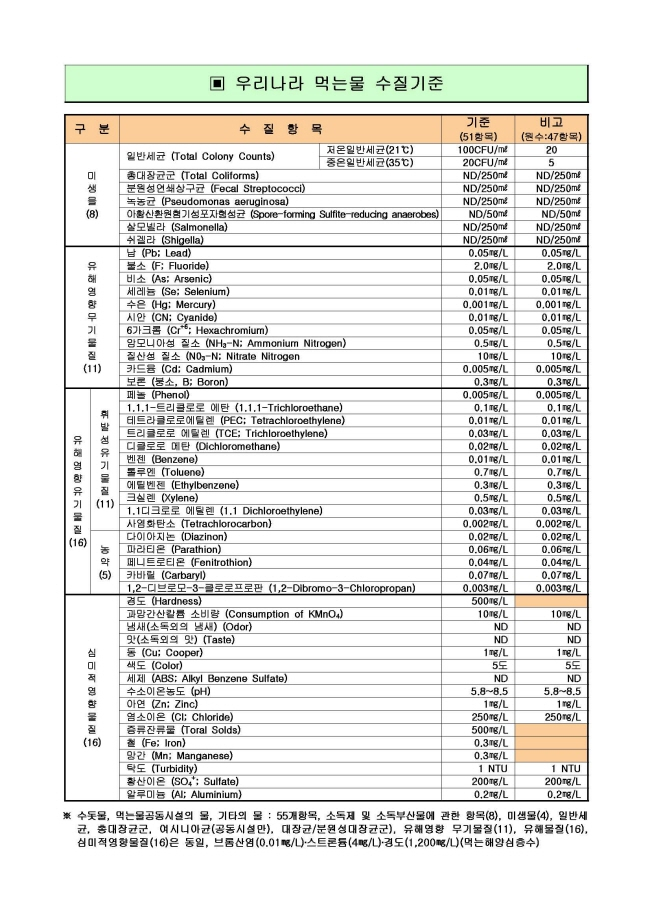 ▣ 우리나라 먹는물 수질기준
구 분 수 질 항 목 기준 (51항목) 비고 (원수:47항목)
미생물 (8)
일반세균 (Total Colony Counts) 저온일반세균(21℃) 100CFU/㎖ 20
중온일반세균(35℃) 20CFU/㎖ 5
총대장균군 (Total Coliforms) ND/250㎖ ND/250㎖
분원성연쇄상구균 (Fecal Streptococci) ND/250㎖ ND/250㎖
녹농균 (Pseudomonas aeruginosa) ND/250㎖ ND/250㎖
아황산환원혐기성포자형성균 (Spore-forming Sulfite-reducing anaerobes) ND/50㎖ ND/50㎖
살모넬라 (Salmonella) ND/250㎖ ND/250㎖
쉬겔라 (Shigella) ND/250㎖ ND/250㎖
유해영향무기물질 (11)
납 (Pb; Lead) 0.05㎎/L 0.05㎎/L
불소 (F; Fluoride) 2.0㎎/L 2.0㎎/L
비소 (As; Arsenic) 0.05㎎/L 0.05㎎/L
세레늄 (Se; Selenium) 0.01㎎/L 0.01㎎/L
수은 (Hg; Mercury) 0.001㎎/L 0.001㎎/L
시안 (CN; Cyanide) 0.01㎎/L 0.01㎎/L
6가크롬 (Cr⁺⁶; Hexachromium) 0.05㎎/L 0.05㎎/L
암모니아성 질소 (NH₃-N; Ammonium Nitrogen) 0.5㎎/L 0.5㎎/L
질산성 질소 (NO₃-N; Nitrate Nitrogen 10㎎/L 10㎎/L
카드뮴 (Cd; Cadmium) 0.005㎎/L 0.005㎎/L
보론 (붕소, B; Boron) 0.3㎎/L 0.3㎎/L
유해영향유기물질 (16)
휘발성유기물질 (11)
페놀 (Phenol) 0.005㎎/L 0.005㎎/L
1,1,1-트리클로로 에탄 (1,1,1-Trichloroethane) 0.1㎎/L 0.1㎎/L
테트라클로로에틸렌 (PEC; Tetrachloroethylene) 0.01㎎/L 0.01㎎/L
트리클로로 에틸렌 (TCE; Trichloroethylene) 0.03㎎/L 0.03㎎/L
디클로로 메탄 (Dichloromethane) 0.02㎎/L 0.02㎎/L
벤젠 (Benzene) 0.01㎎/L 0.01㎎/L
톨루엔 (Toluene) 0.7㎎/L 0.7㎎/L
에틸벤젠 (Ethylbenzene) 0.3㎎/L 0.3㎎/L
크실렌 (Xylene) 0.5㎎/L 0.5㎎/L
1.1디크로로 에틸렌 (1.1 Dichloroethylene) 0.03㎎/L 0.03㎎/L
사염화탄소 (Tetrachlorocarbon) 0.002㎎/L 0.002㎎/L
농약 (5)
다이아지논 (Diazinon) 0.02㎎/L 0.02㎎/L
파라티온 (Parathion) 0.06㎎/L 0.06㎎/L
페니트로티온 (Fenitrothion) 0.04㎎/L 0.04㎎/L
카바릴 (Carbaryl) 0.07㎎/L 0.07㎎/L
1,2-디브로모-3-클로로프로판 (1,2-Dibromo-3-Chloropropan) 0.003㎎/L 0.003㎎/L
심미적영향물질 (16)
경도 (Hardness) 500㎎/L
과망간산칼륨 소비량 (Consumption of KMnO₄) 10㎎/L 10㎎/L
냄새(소독외의 냄새) (Odor) ND ND
맛(소독외의 맛) (Taste) ND ND
동 (Cu; Cooper) 1㎎/L 1㎎/L
색도 (Color) 5도 5도
세제 (ABS; Alkyl Benzene Sulfate) ND ND
수소이온농도 (pH) 5.8~8.5 5.8~8.5
아연 (Zn; Zinc) 1㎎/L 1㎎/L
염소이온 (Cl; Chloride) 250㎎/L 250㎎/L
증류잔류물 (Toral Solds) 500㎎/L
철 (Fe; Iron) 0.3㎎/L
망간 (Mn; Manganese) 0.3㎎/L
탁도 (Turbidity) 1 NTU 1 NTU
황산이온 (SO₄⁺; Sulfate) 200㎎/L 200㎎/L
알루미늄 (Al; Aluminium) 0.2㎎/L 0.2㎎/L
※ 수돗물, 먹는물공동시설의 물, 기타의 물 : 55개항목, 소독제 및 소독부산물에 관한 항목(8), 미생물(4), 일반세
균, 총대장균군, 여시니아균(공동시설만), 대장균/분원성대장균군), 유해영향 무기물질(11), 유해물질(16),
심미적영향물질(16)은 동일, 브롬산염(0.01㎎/L)·스트론튬(4㎎/L)·경도(1,200㎎/L)(먹는해양심층수)